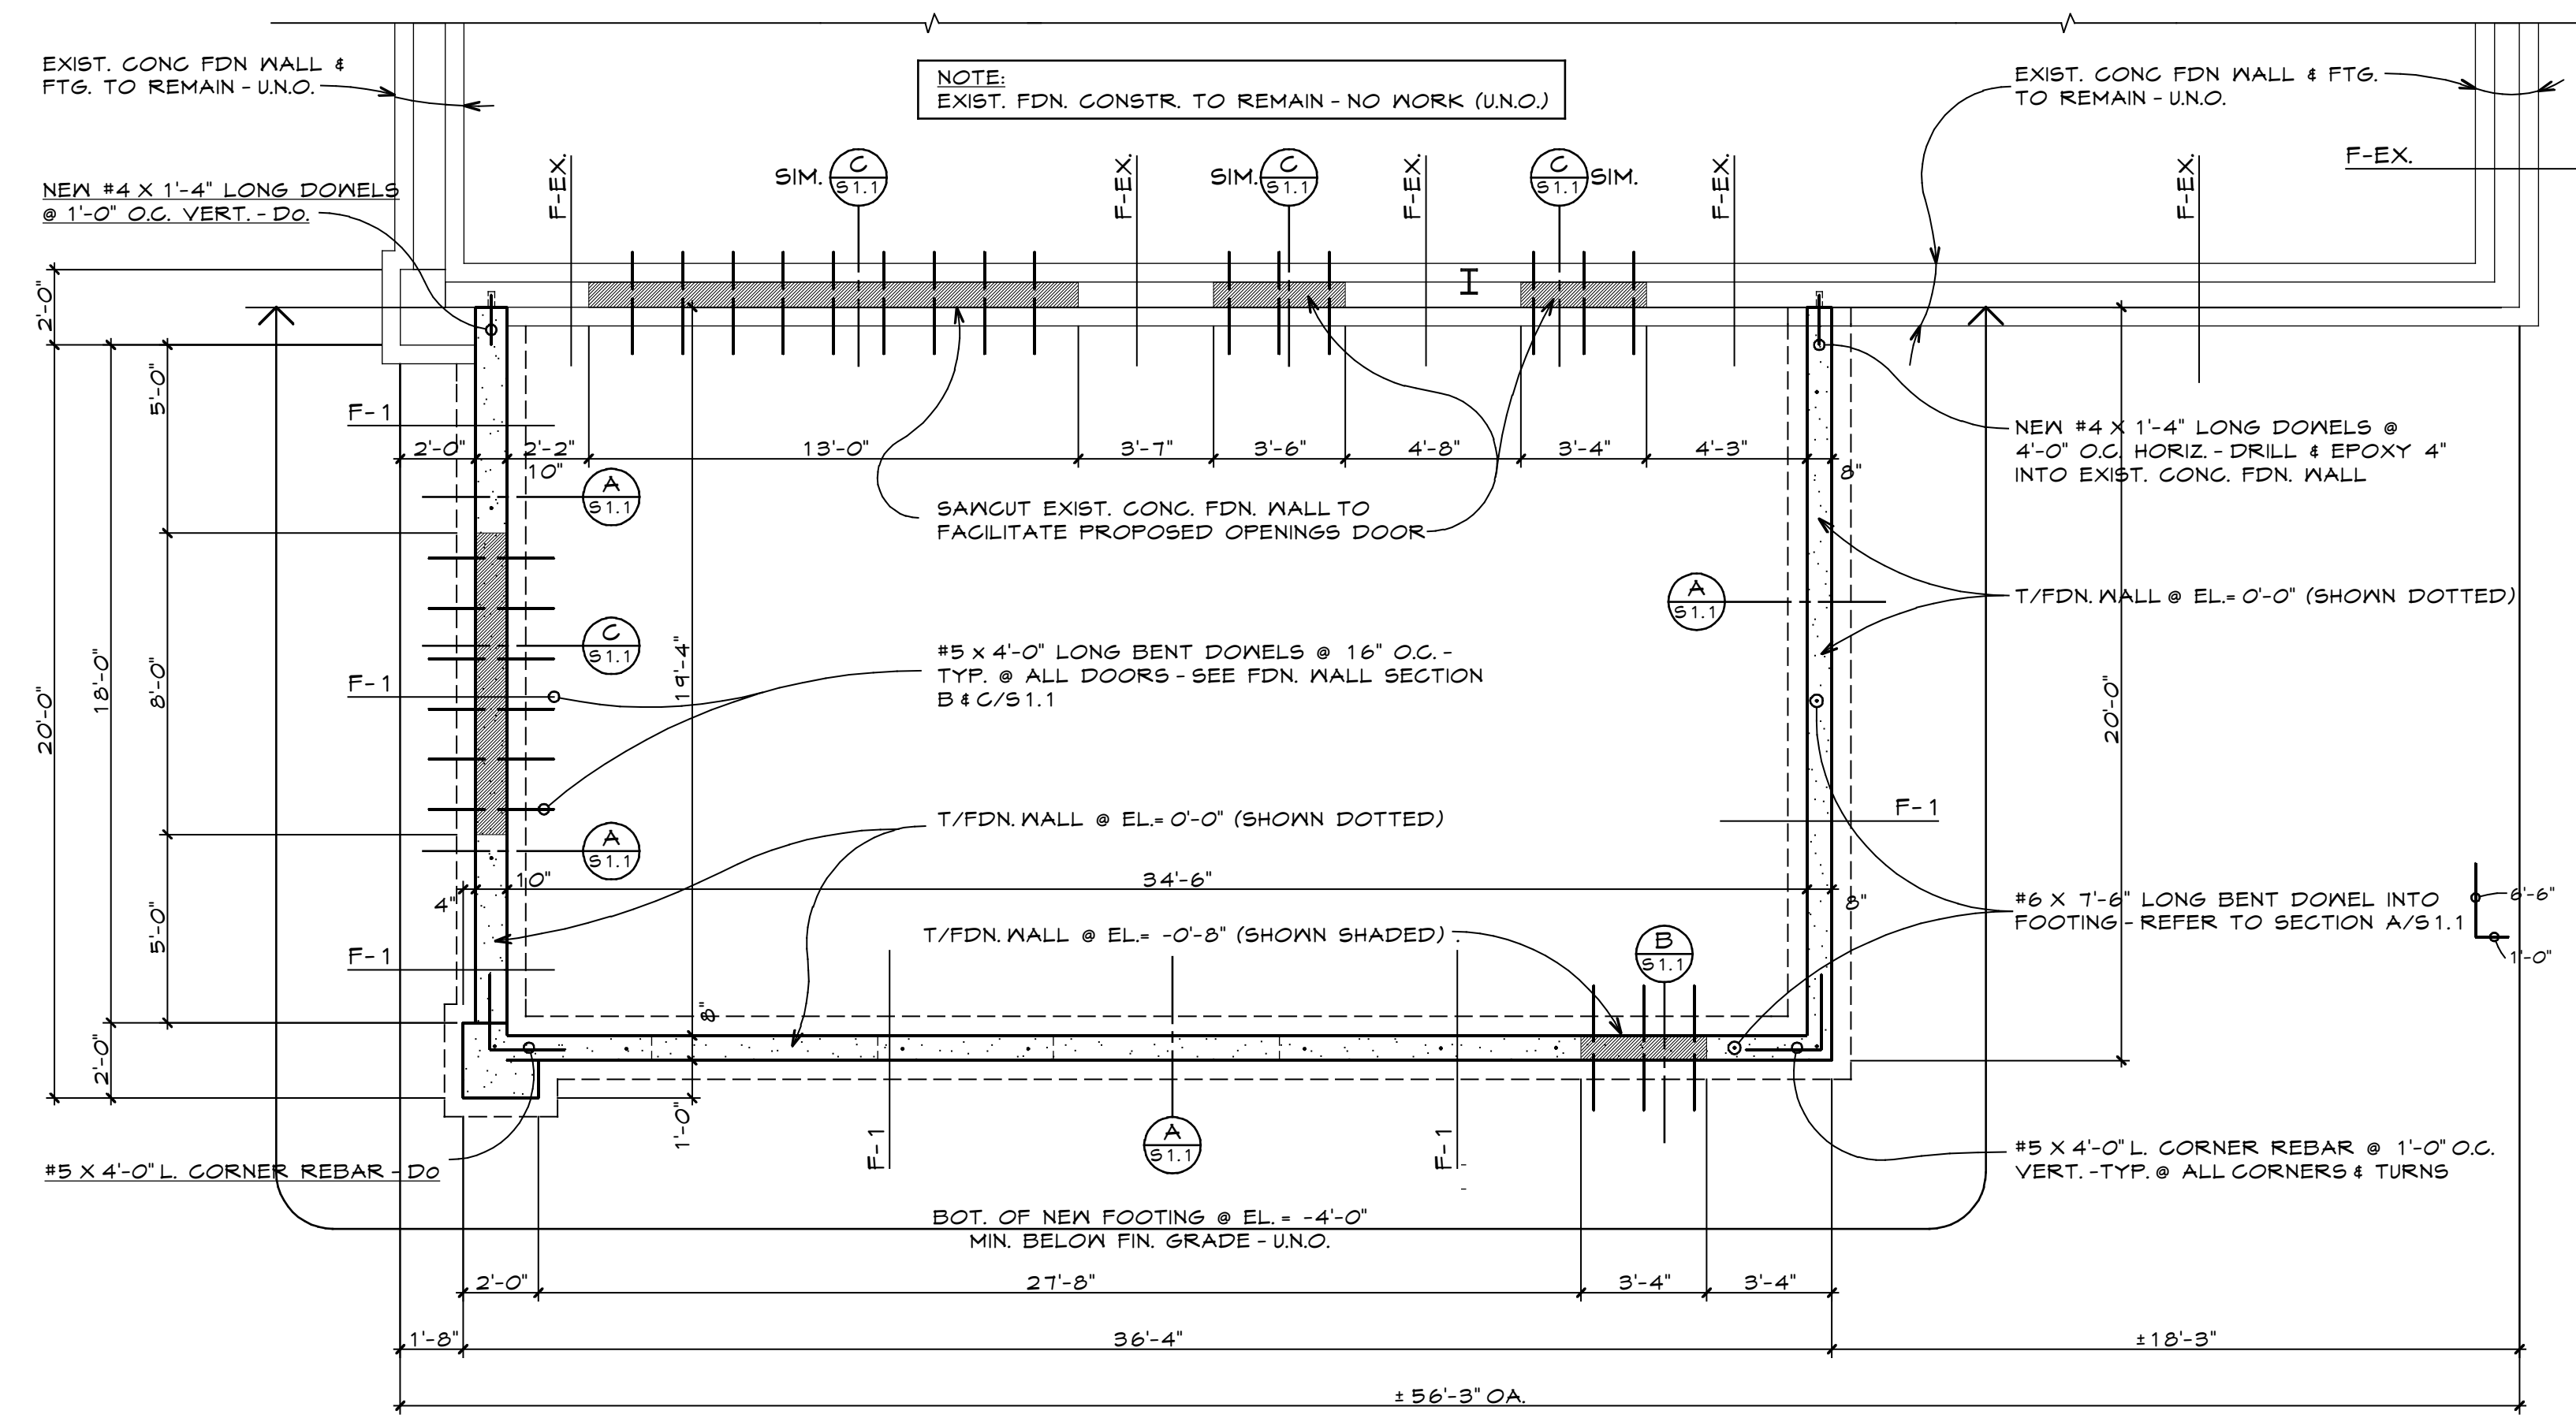 EXIST. CONC FDN WALL &
FTG. TO REMAIN - U.N.O.
NOTE:
EXIST. FDN. CONSTR. TO REMAIN - NO WORK (U.N.O.)
EXIST. CONC FDN WALL & FTG.
TO REMAIN - U.N.O.
F-EX.
NEW #4 X 1'-4" LONG DOWELS
@ 1'-0" O.C. VERT. - Do.
F-EX.
SIM. C
S1.1
F-EX.
SIM. C
S1.1
F-EX.
C SIM.
S1.1
F-EX.
F-EX.
I
2'-0"
5'-0"
F-1
2'-0"
2'-2"
10"
13'-0"
3'-7"
3'-6"
4'-8"
3'-4"
4'-3"
8"
NEW #4 X 1'-4" LONG DOWELS @
4'-0" O.C. HORIZ. - DRILL & EPOXY 4"
INTO EXIST. CONC. FDN. WALL
A
S1.1
SAWCUT EXIST. CONC. FDN. WALL TO
FACILITATE PROPOSED OPENINGS DOOR
A
S1.1
T/FDN. WALL @ EL.= 0'-0" (SHOWN DOTTED)
C
S1.1
20'-0"
18'-0"
8'-0"
F-1
19'-4"
#5 X 4'-0" LONG BENT DOWELS @ 16" O.C. -
TYP. @ ALL DOORS - SEE FDN. WALL SECTION
B & C/S1.1
20'-0"
A
S1.1
T/FDN. WALL @ EL.= 0'-0" (SHOWN DOTTED)
F-1
4"
10"
34'-6"
8"
#6 X 7'-6" LONG BENT DOWEL INTO
FOOTING - REFER TO SECTION A/S1.1
6'-6"
1'-0"
5'-0"
F-1
T/FDN. WALL @ EL.= -0'-8" (SHOWN SHADED) .
B
S1.1
8"
2'-0"
1'-0"
F-1
A
S1.1
F-1
#5 X 4'-0" L. CORNER REBAR - Do
#5 X 4'-0" L. CORNER REBAR @ 1'-0" O.C.
VERT. -TYP. @ ALL CORNERS & TURNS
BOT. OF NEW FOOTING @ EL. = -4'-0"
MIN. BELOW FIN. GRADE - U.N.O.
2'-0"
27'-8"
3'-4"
3'-4"
1'-8"
36'-4"
±18'-3"
± 56'-3" OA.